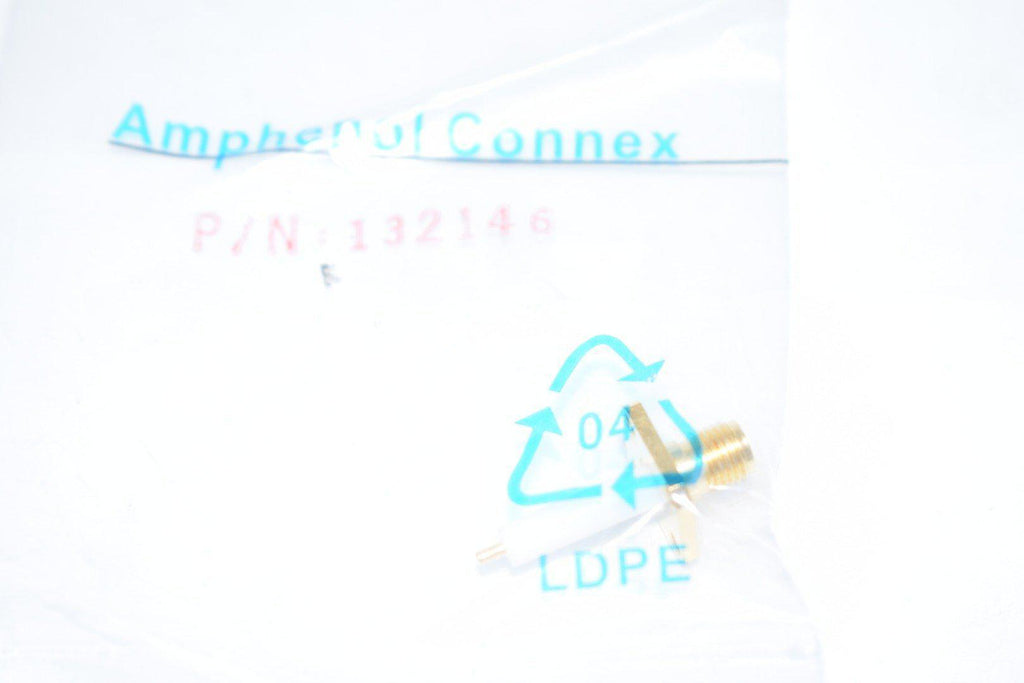 Amphenol Connex
P/N:132146
04
LDPE